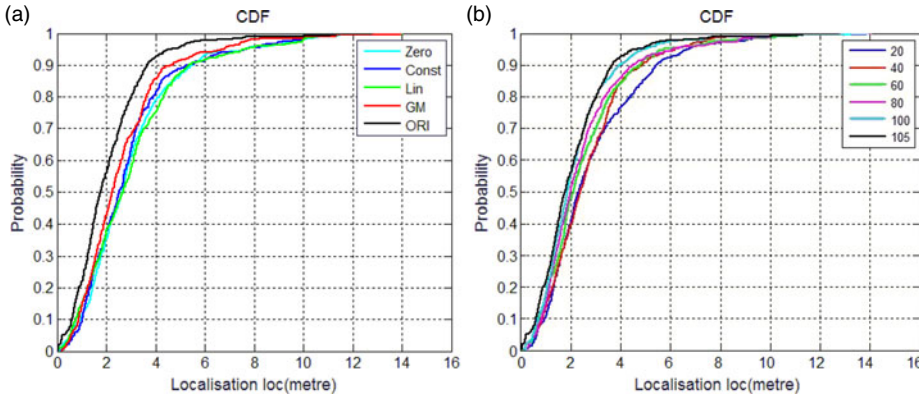 (a)
CDF
1
0.9
0.8
0.7
0.6
0.5
0.4
0.3
0.2
0.1
0
Probability
Zero
Const
Lin
GM
ORI
0 2 4 6 8 10 12 14 16
Localisation loc(metre)
(b)
CDF
1
0.9
0.8
0.7
0.6
0.5
0.4
0.3
0.2
0.1
0
Probability
20
40
60
80
100
105
0 2 4 6 8 10 12 14 16
Localisation loc(metre)